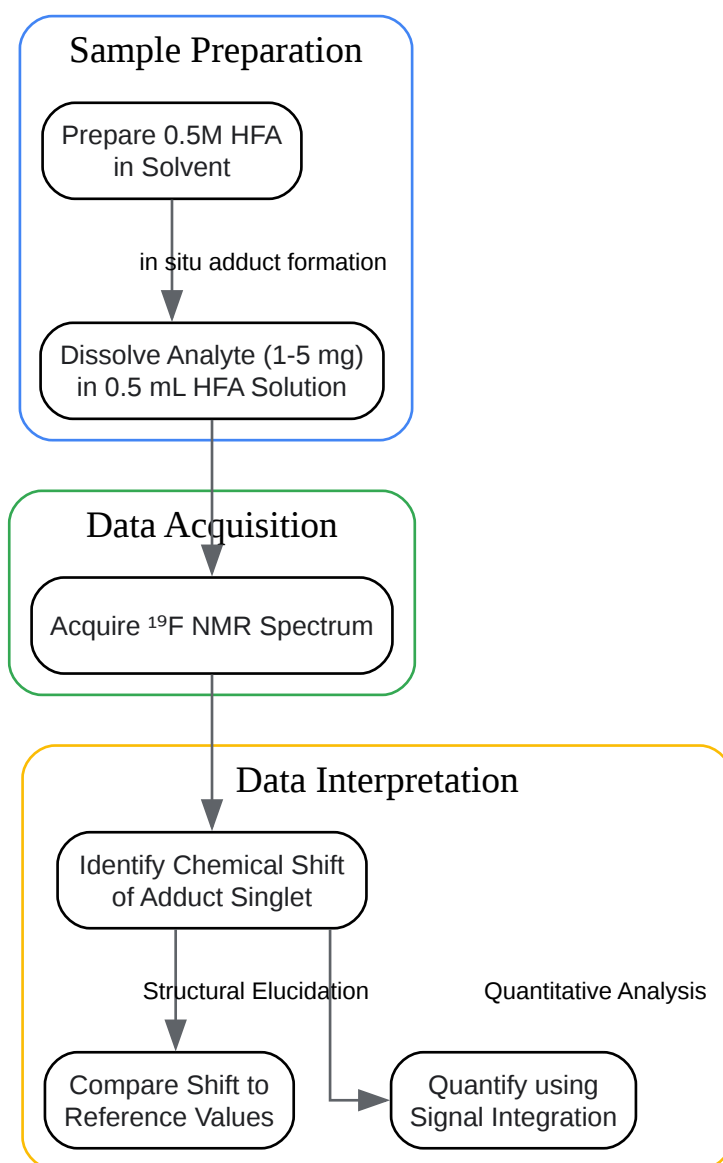 Sample Preparation
Prepare 0.5M HFA
in Solvent
in situ adduct formation
Dissolve Analyte (1-5 mg)
in 0.5 mL HFA Solution
Data Acquisition
Acquire ¹⁹F NMR Spectrum
Data Interpretation
Identify Chemical Shift
of Adduct Singlet
Structural Elucidation
Quantitative Analysis
Compare Shift to
Reference Values
Quantify using
Signal Integration